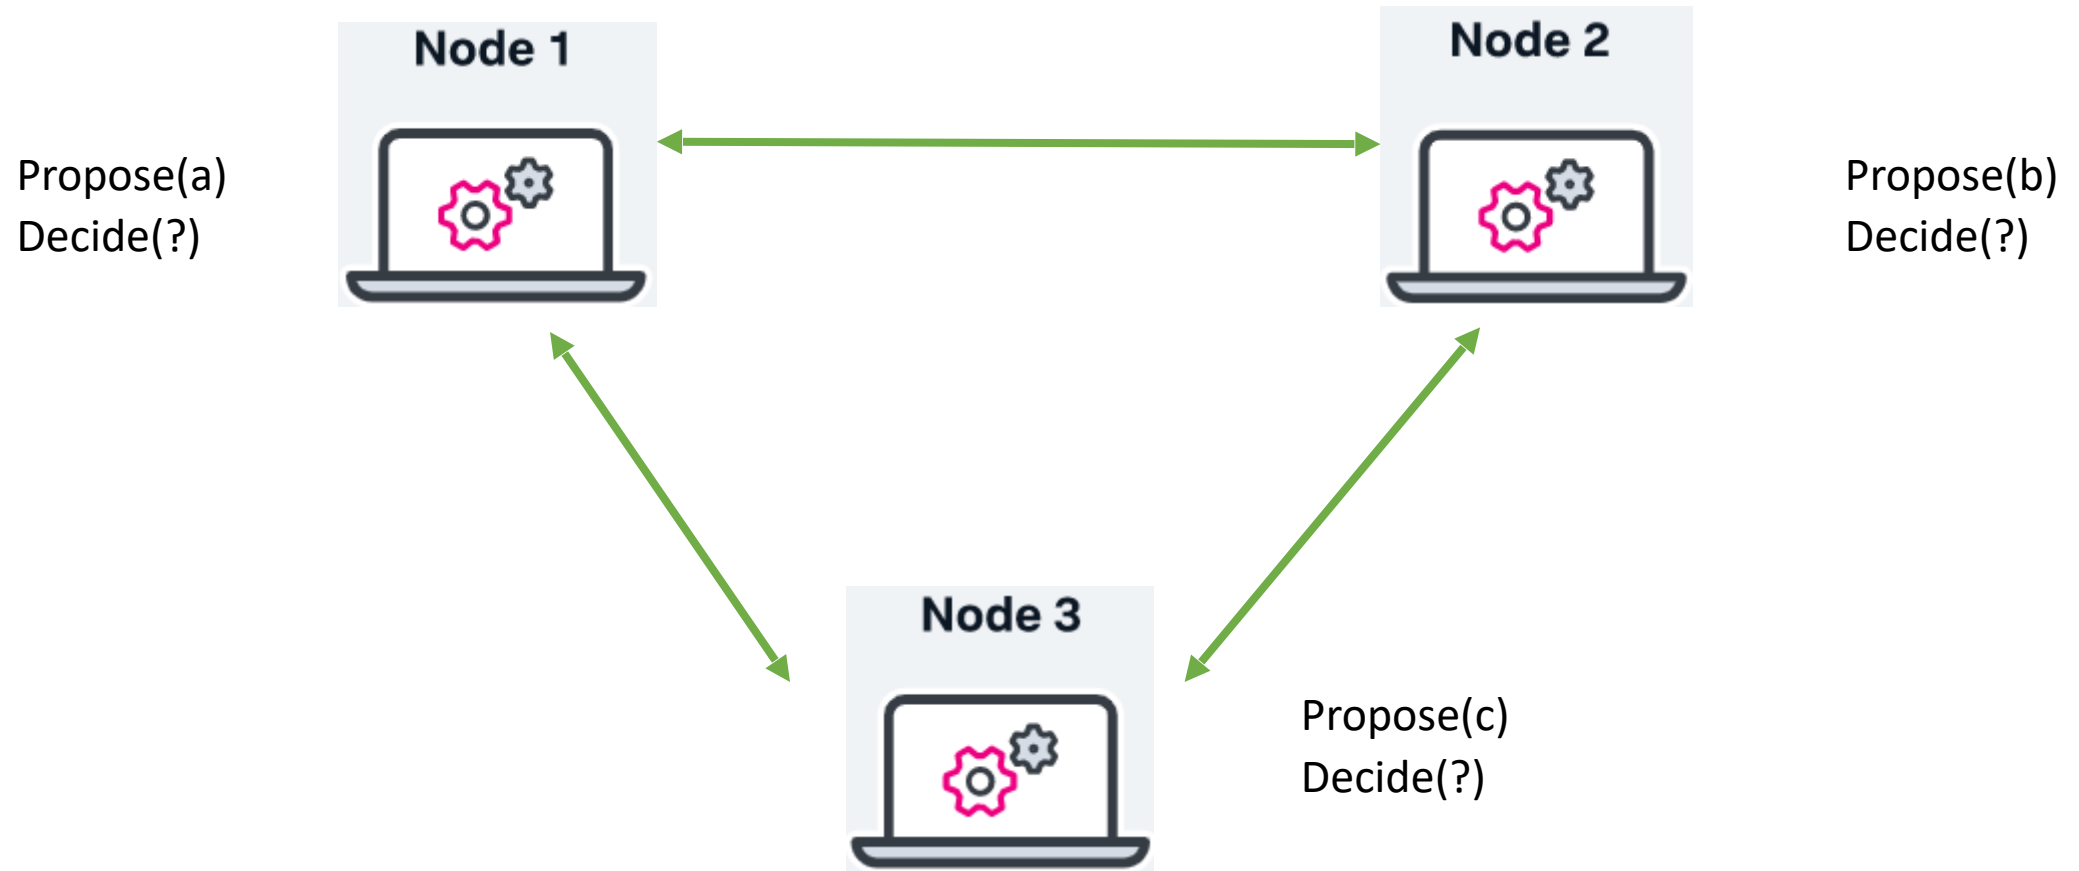 Node 1
Node 2
Propose(a)
Decide(?)
Propose(b)
Decide(?)
Node 3
Propose(c)
Decide(?)